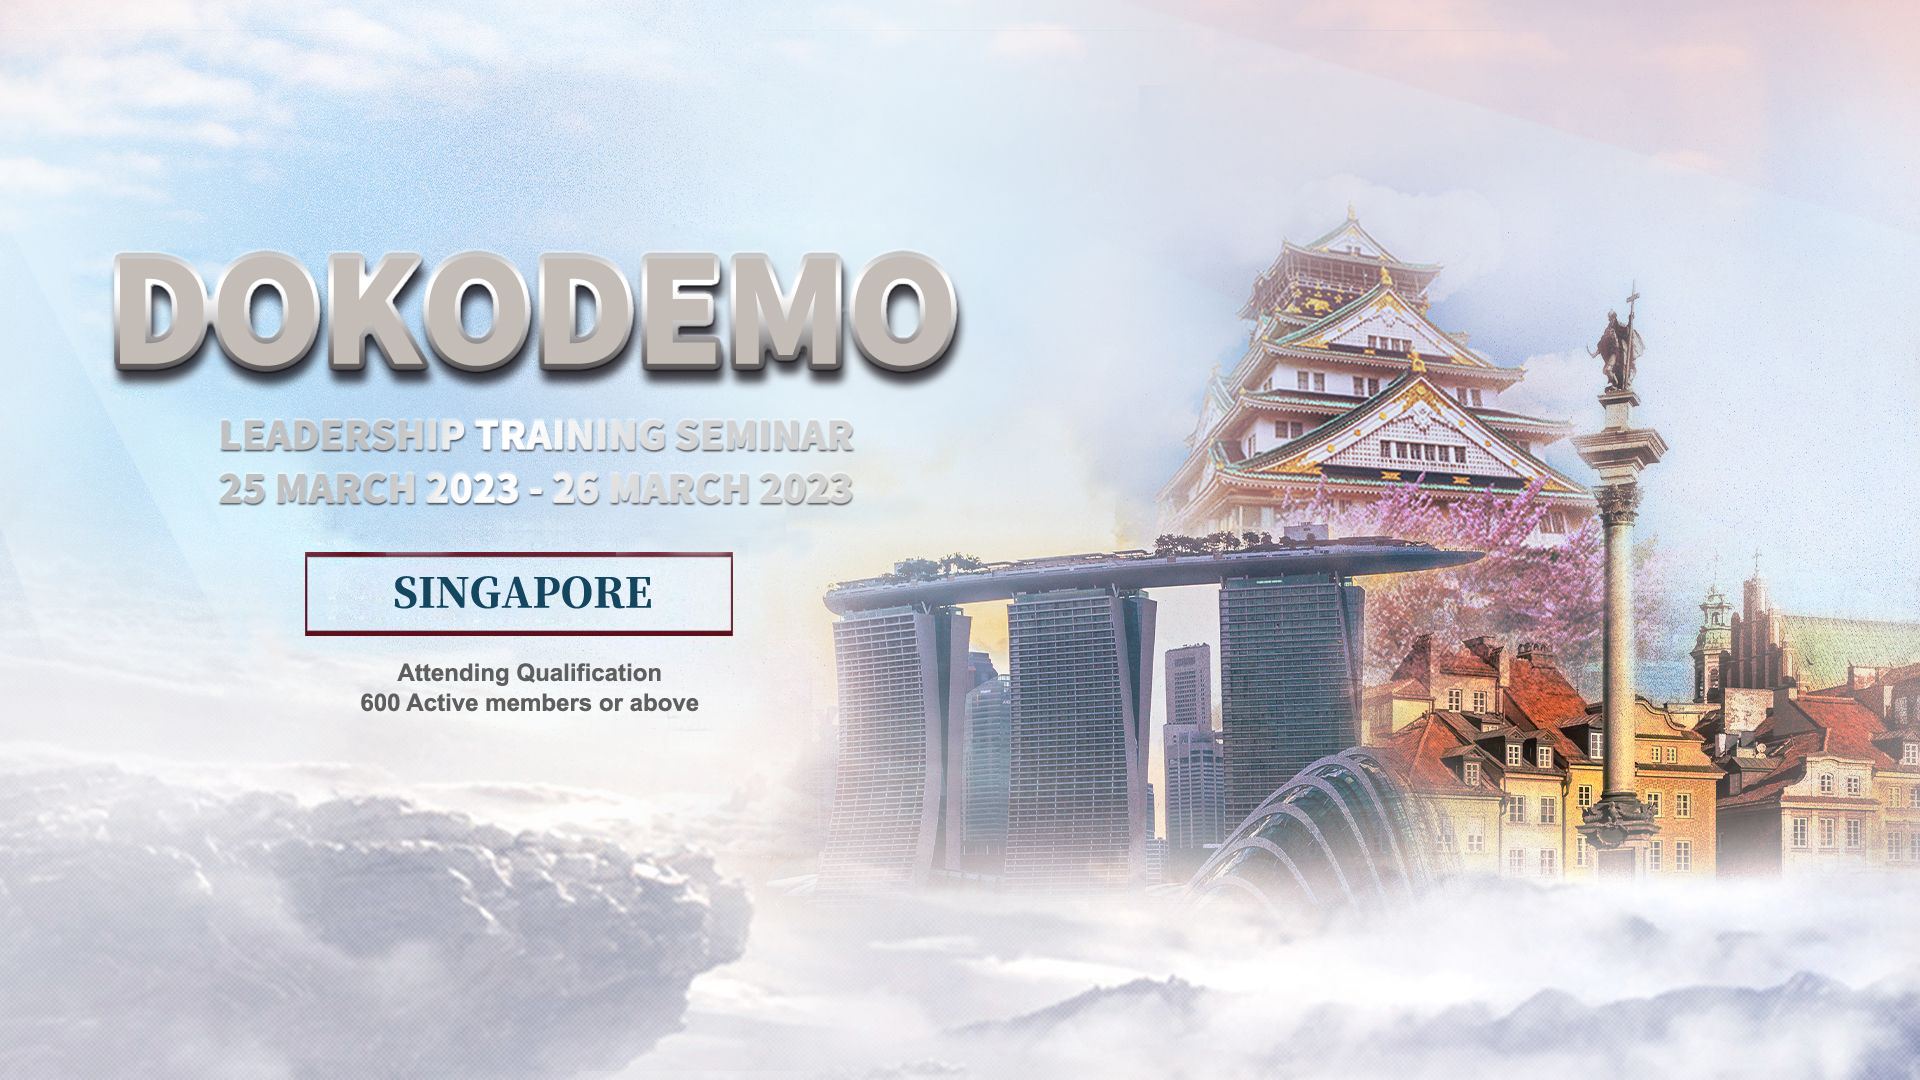 DOKODEMO
LEADERSHIP TRAINING SEMINAR
25 MARCH 2023 - 26 MARCH 2023
SINGAPORE
Attending Qualification
600 Active members or above